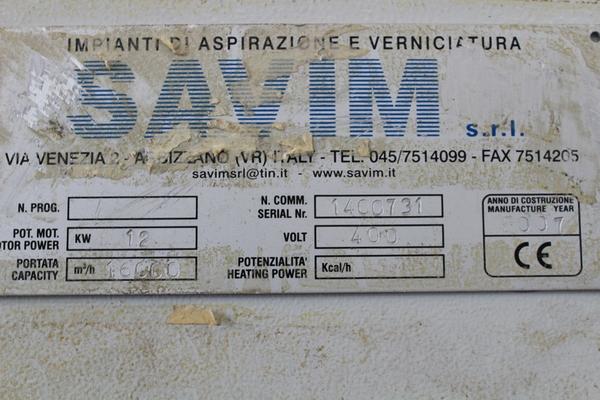 IMPIANTI DI ASPIRAZIONE E VERNICIATURA
SAVIM s.r.l.
VIA VENEZIA (VR) ITALY - TEL. 045/7514099 - FAX 7514205
savimsrl@tin.it - www.savim.it
N. PROG. /
N. COMM. SERIAL Nr. 1400731
ANNO DI COSTRUZIONE
MANUFACTURE YEAR
POT. MOT. MOTOR POWER KW 12
VOLT 400
CE
PORTATA CAPACITY m³/h 16000
POTENZIALITA' HEATING POWER Kcal/h